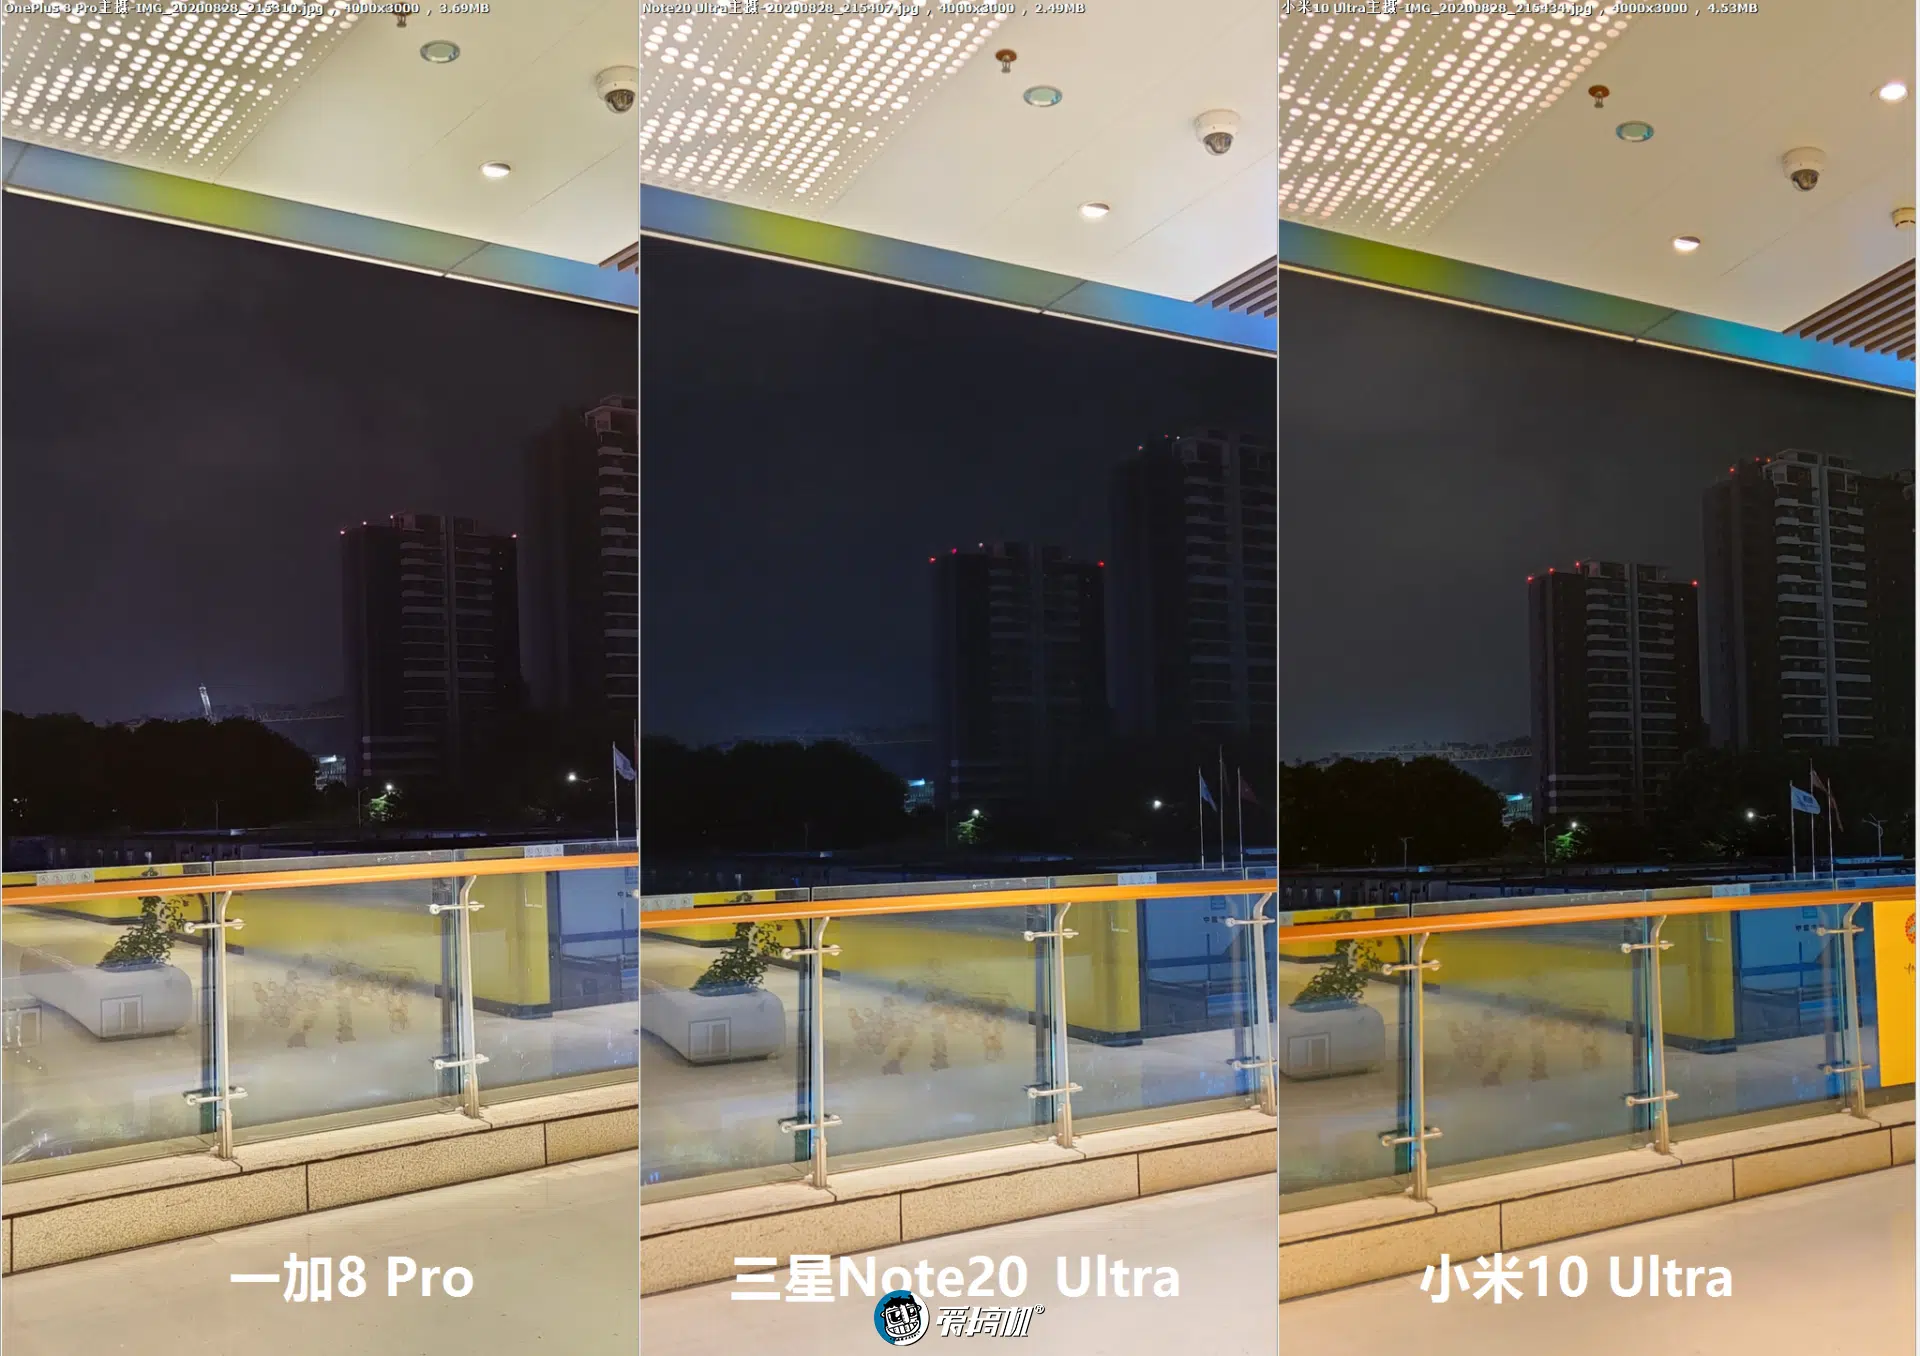 OnePlus 8 Pro主摄-IMG_20200828_215310.jpg , 4000x3000 , 3.69MB
Note20 Ultra主摄-20200828_215407.jpg , 4000x3000 , 2.49MB
小米10 Ultra主摄-IMG_20200828_215434.jpg , 4000x3000 , 4.53MB
一加8 Pro
三星Note20 Ultra
小米10 Ultra
爱搞机®